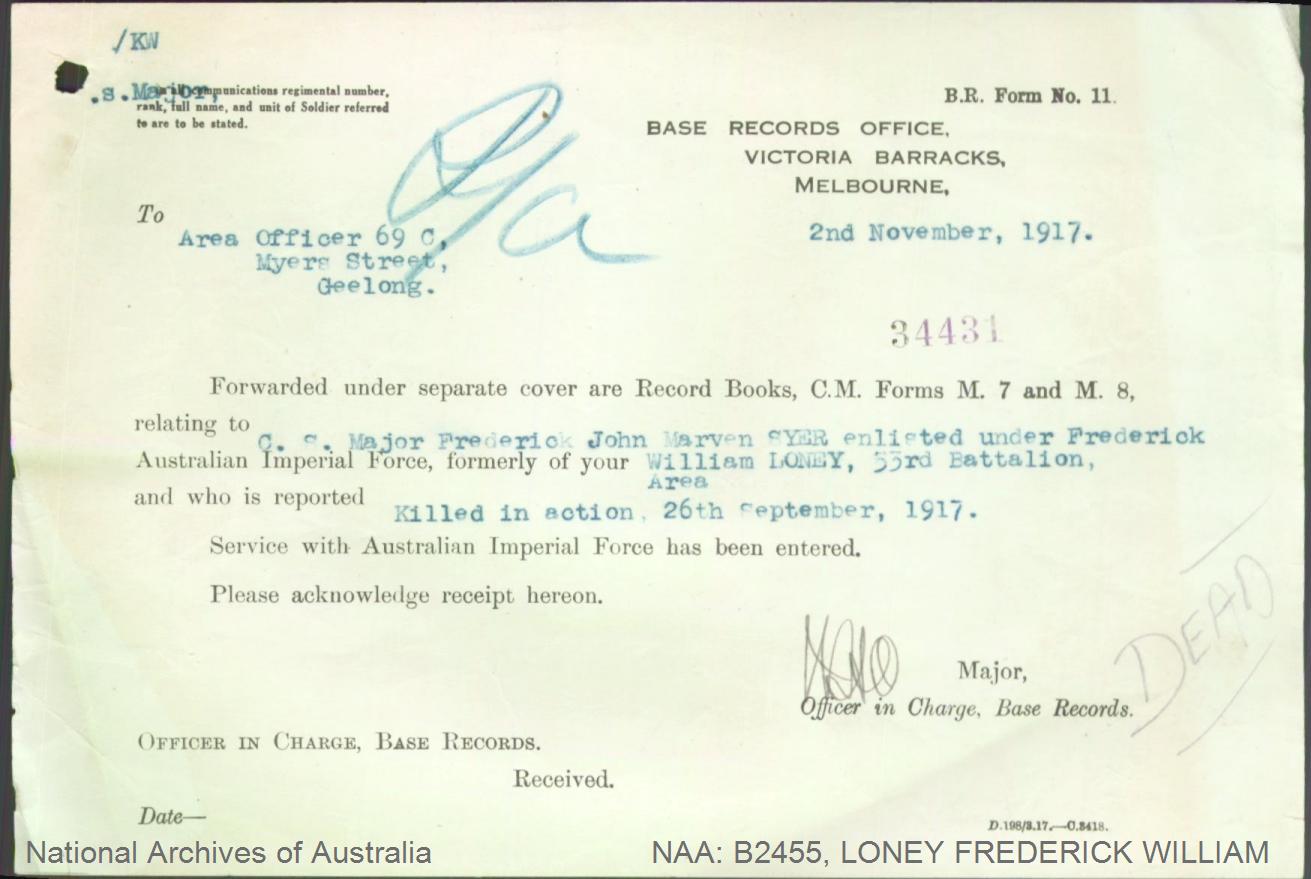 /KW
.s.Major,
In all communications regimental number,
rank, full name, and unit of Soldier referred
to are to be stated.
B.R. Form No. 11.
BASE RECORDS OFFICE,
VICTORIA BARRACKS,
MELBOURNE,
2nd November, 1917.
To
Area Officer 69 C,
Myers Street,
Geelong.
34431
Forwarded under separate cover are Record Books, C.M. Forms M. 7 and M. 8,
relating to C. S. Major Frederick John Marven SYER enlisted under Frederick
Australian Imperial Force, formerly of your William LONEY, 53rd Battalion,
Area
and who is reported Killed in action, 26th September, 1917.
Service with Australian Imperial Force has been entered.
Please acknowledge receipt hereon.
DEAD
Major,
Officer in Charge, Base Records.
OFFICER IN CHARGE, BASE RECORDS.
Received.
Date—
D.198/3.17.—C.3418.
National Archives of Australia
NAA: B2455, LONEY FREDERICK WILLIAM